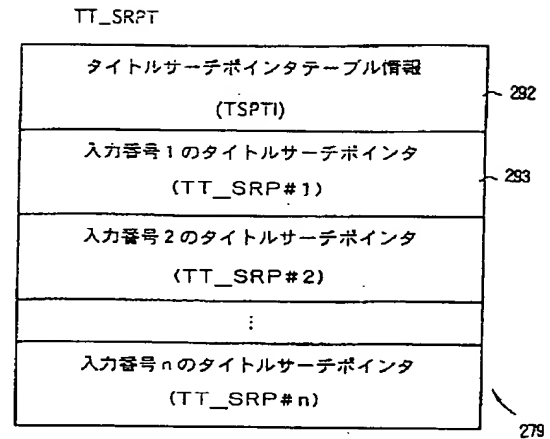 TT_SRPT
タイトルサーチポインタテーブル情報
(TSPTI)
292
入力番号1のタイトルサーチポインタ
(TT_SRP#1)
293
入力番号2のタイトルサーチポインタ
(TT_SRP#2)
⋮
入力番号nのタイトルサーチポインタ
(TT_SRP#n)
279